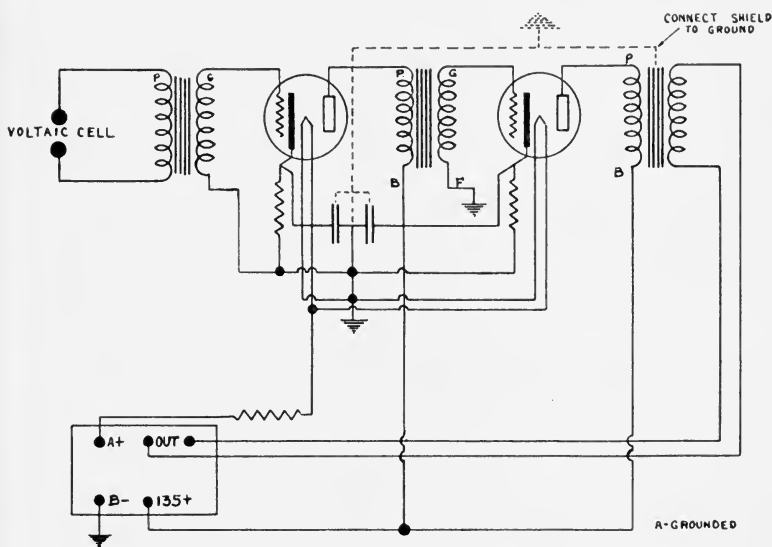 CONNECT SHIELD
TO GROUND
P
G
P
G
P
VOLTAIC CELL
B
F
B
A+
OUT
B-
135+
A-GROUNDED